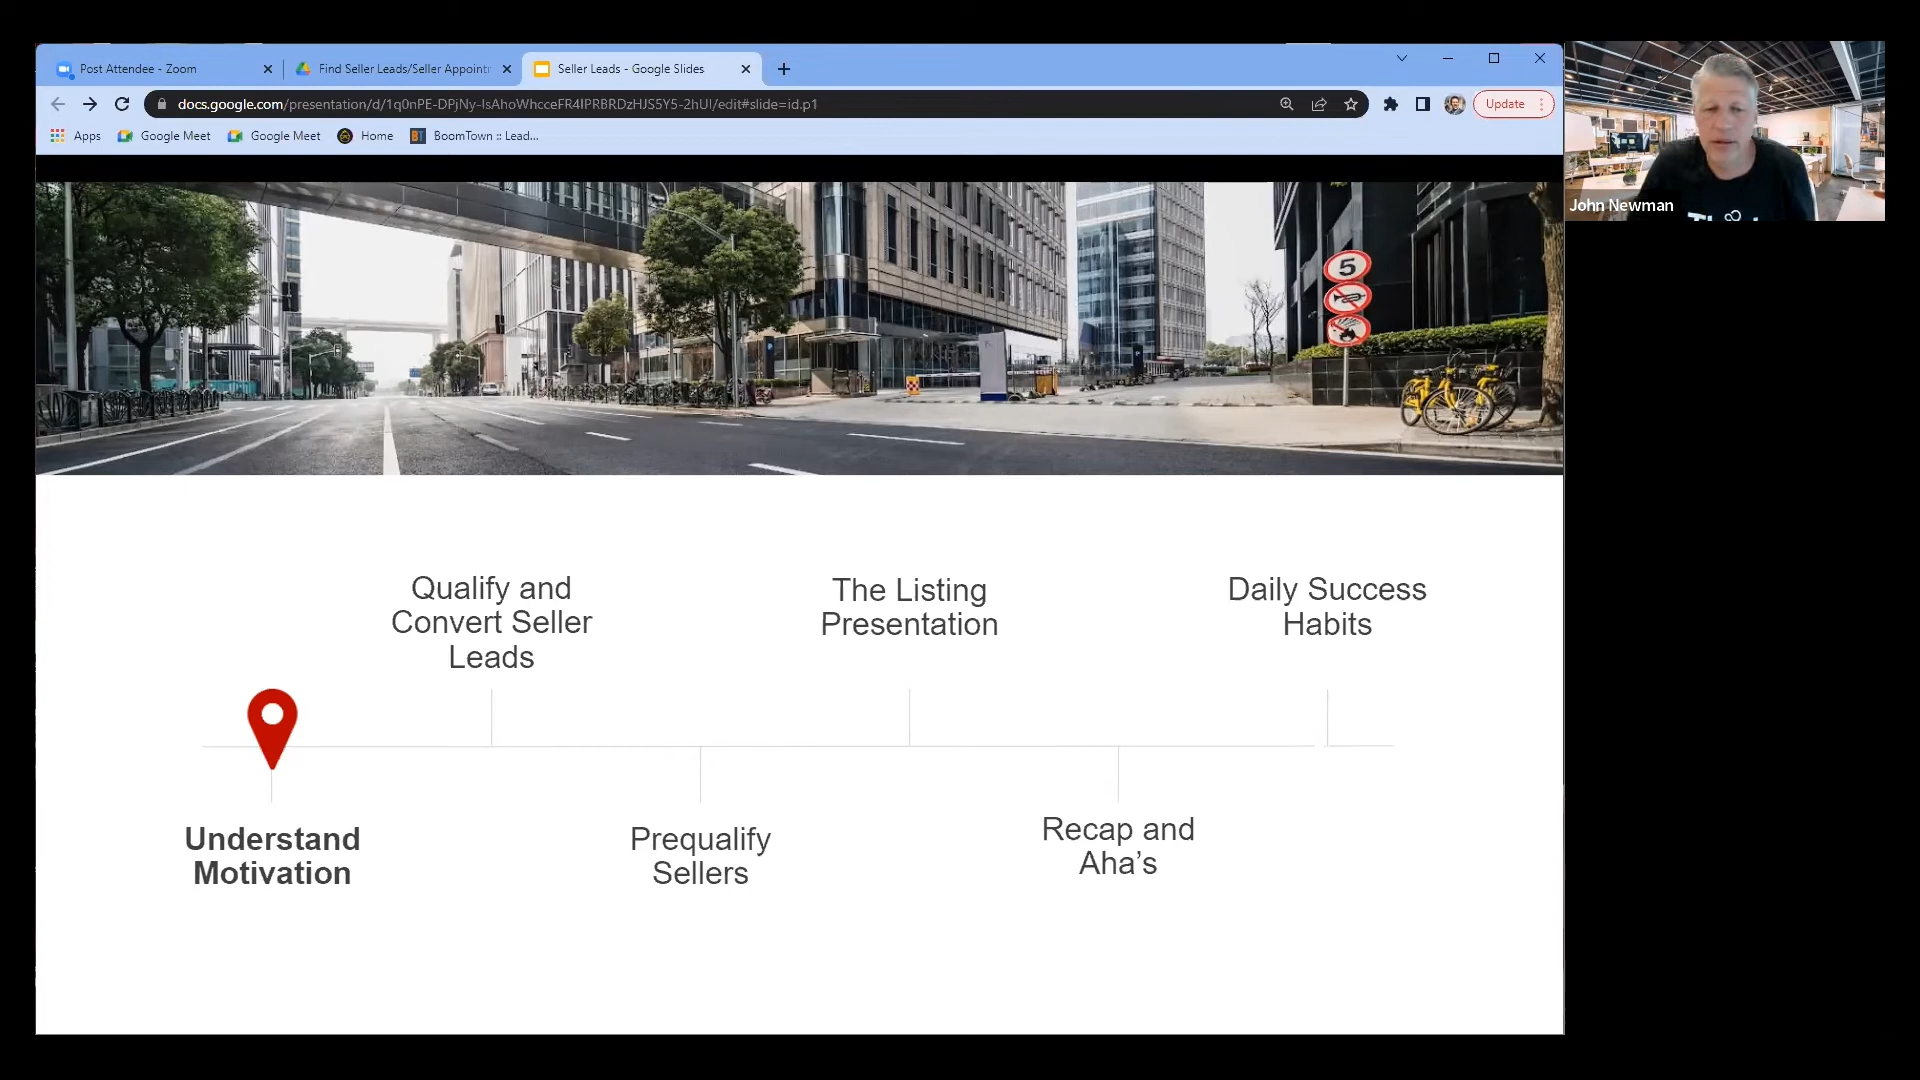 Post Attendee - Zoom
Find Seller Leads/Seller Appoint
Seller Leads - Google Slides
docs.google.com/presentation/d/1q0nPE-DPjNy-IsAhoWhcceFR4IPRBRDzHJS5Y5-2hUI/edit#slide=id.p1
Update
Apps
Google Meet
Google Meet
Home
BT
BoomTown :: Lead...
John Newman
5
Qualify and
Convert Seller
Leads
The Listing
Presentation
Daily Success
Habits
Understand
Motivation
Prequalify
Sellers
Recap and
Aha’s